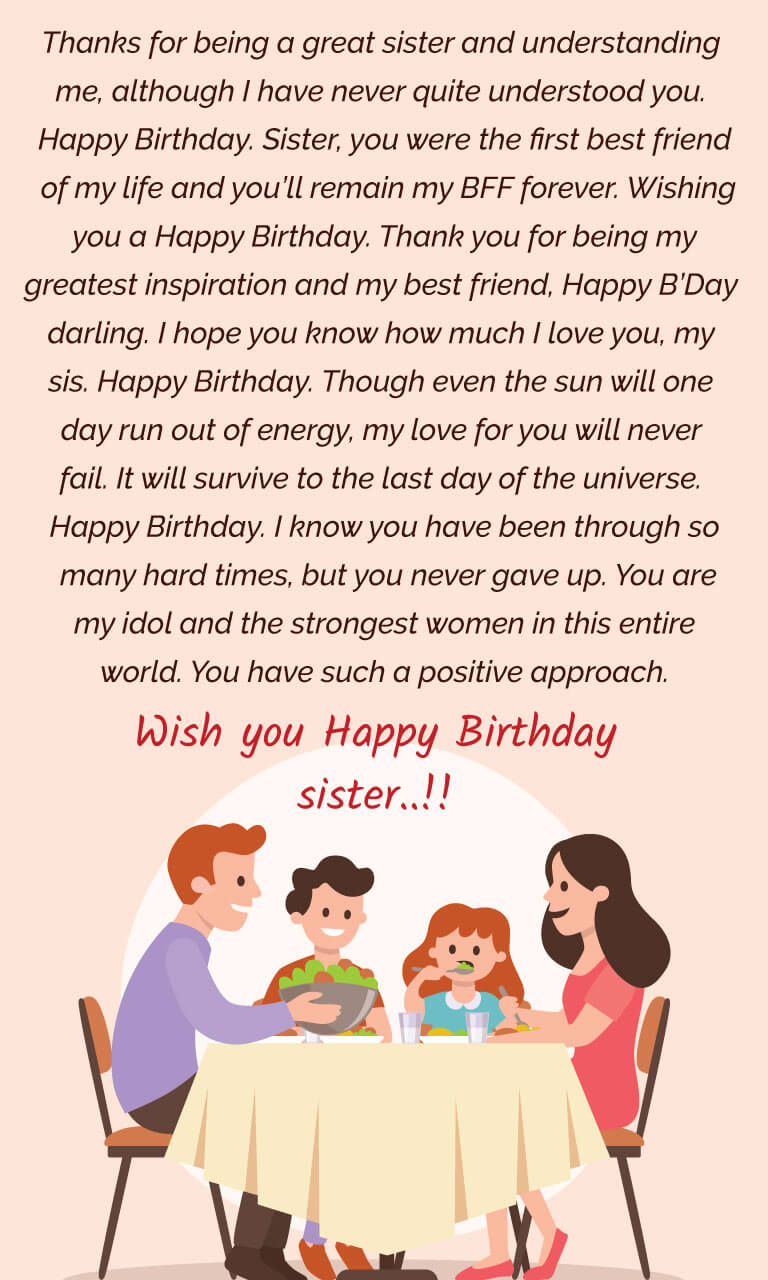 Thanks for being a great sister and understanding
me, although I have never quite understood you.
Happy Birthday. Sister, you were the first best friend
of my life and you’ll remain my BFF forever. Wishing
you a Happy Birthday. Thank you for being my
greatest inspiration and my best friend, Happy B’Day
darling. I hope you know how much I love you, my
sis. Happy Birthday. Though even the sun will one
day run out of energy, my love for you will never
fail. It will survive to the last day of the universe.
Happy Birthday. I know you have been through so
many hard times, but you never gave up. You are
my idol and the strongest women in this entire
world. You have such a positive approach.
Wish you Happy Birthday
sister..!!